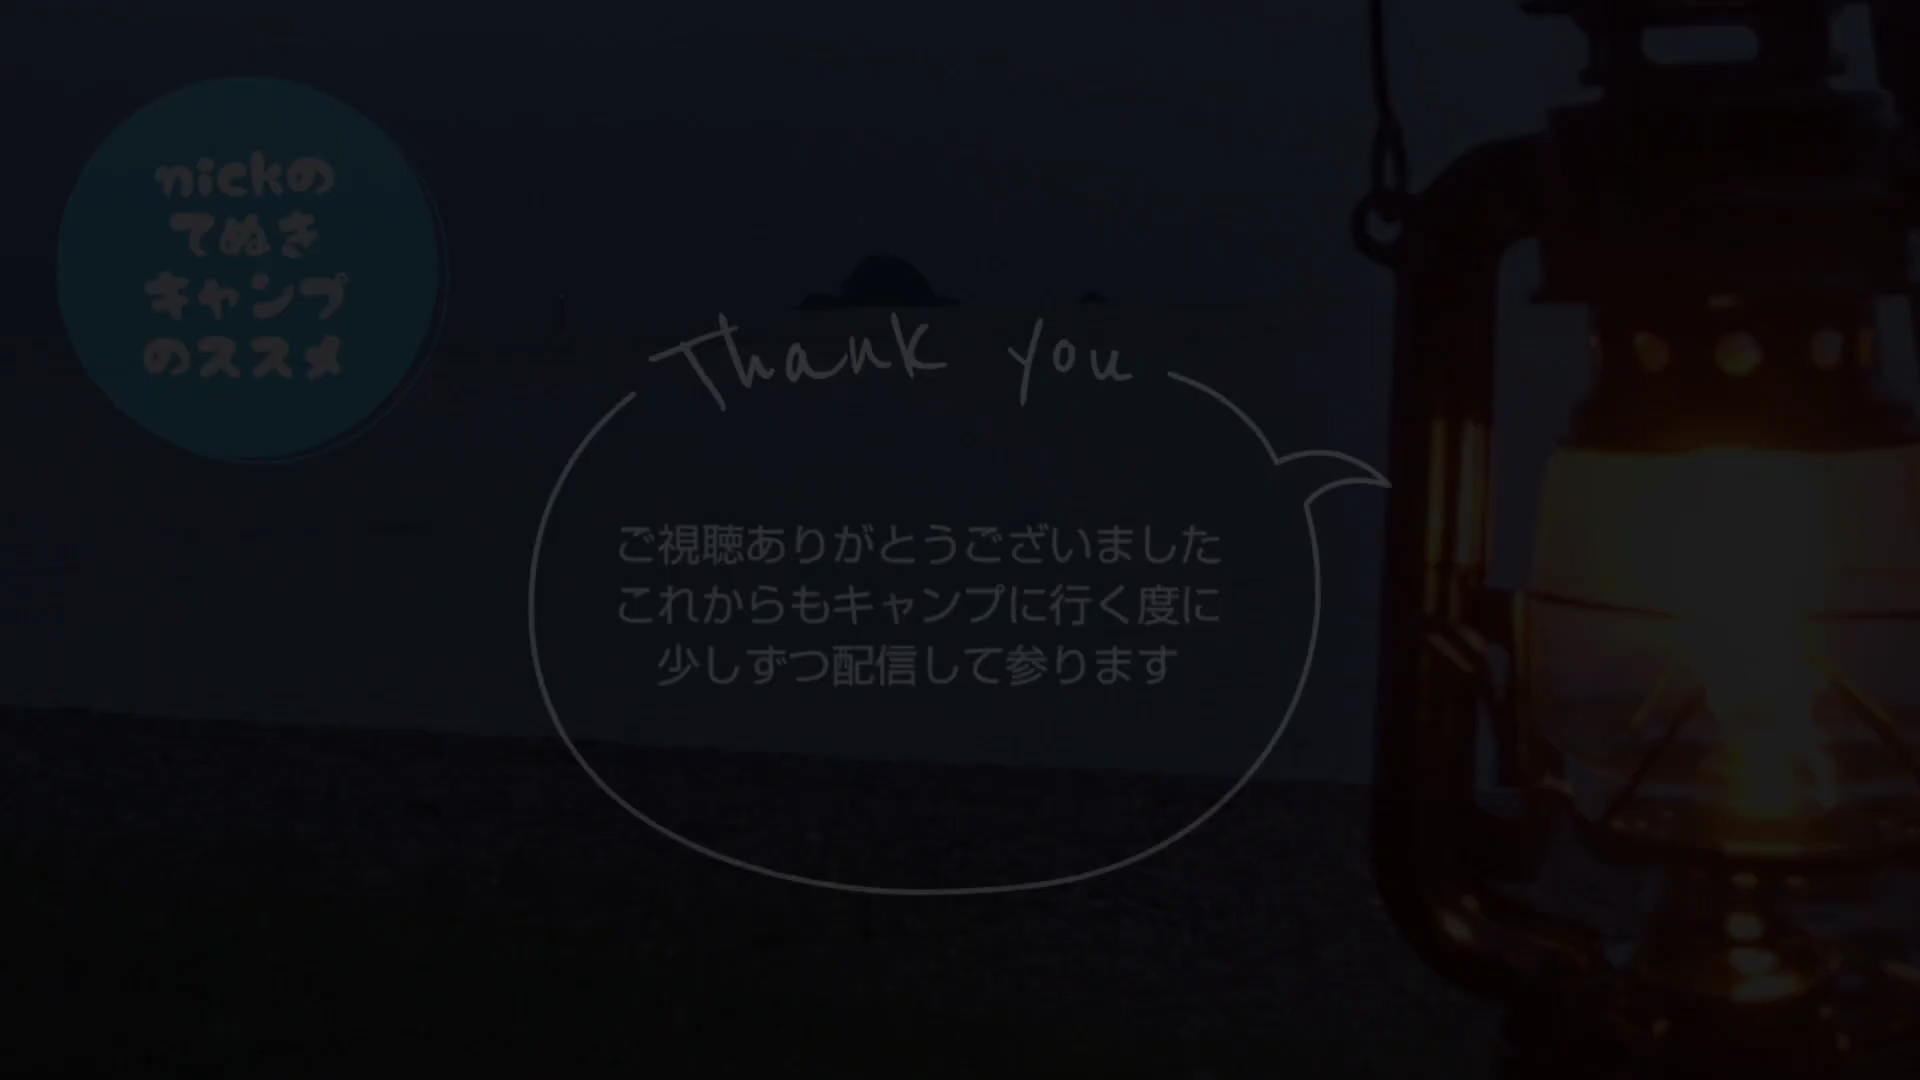 nickの
てぬき
キャンプ
のススメ
Thank you
ご視聴ありがとうございました
これからもキャンプに行く度に
少しずつ配信して参ります